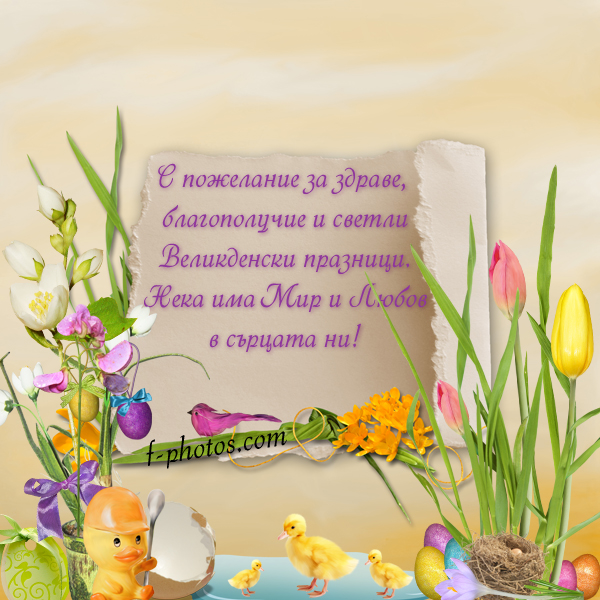 С пожелание за здраве,
благополучие и светли
Великденски празници.
Нека има Мир и Любов
в сърцата ни!
f-photos.com